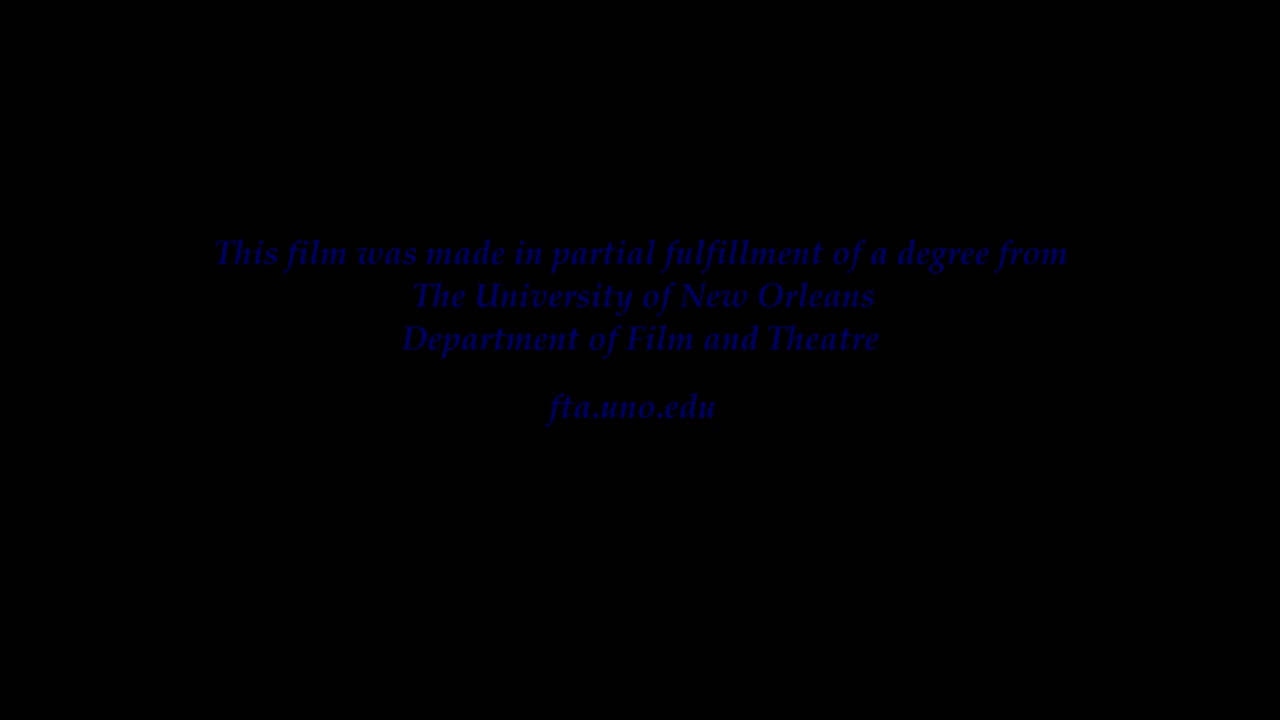 This film was made in partial fulfillment of a degree from
The University of New Orleans
Department of Film and Theatre
fta.uno.edu